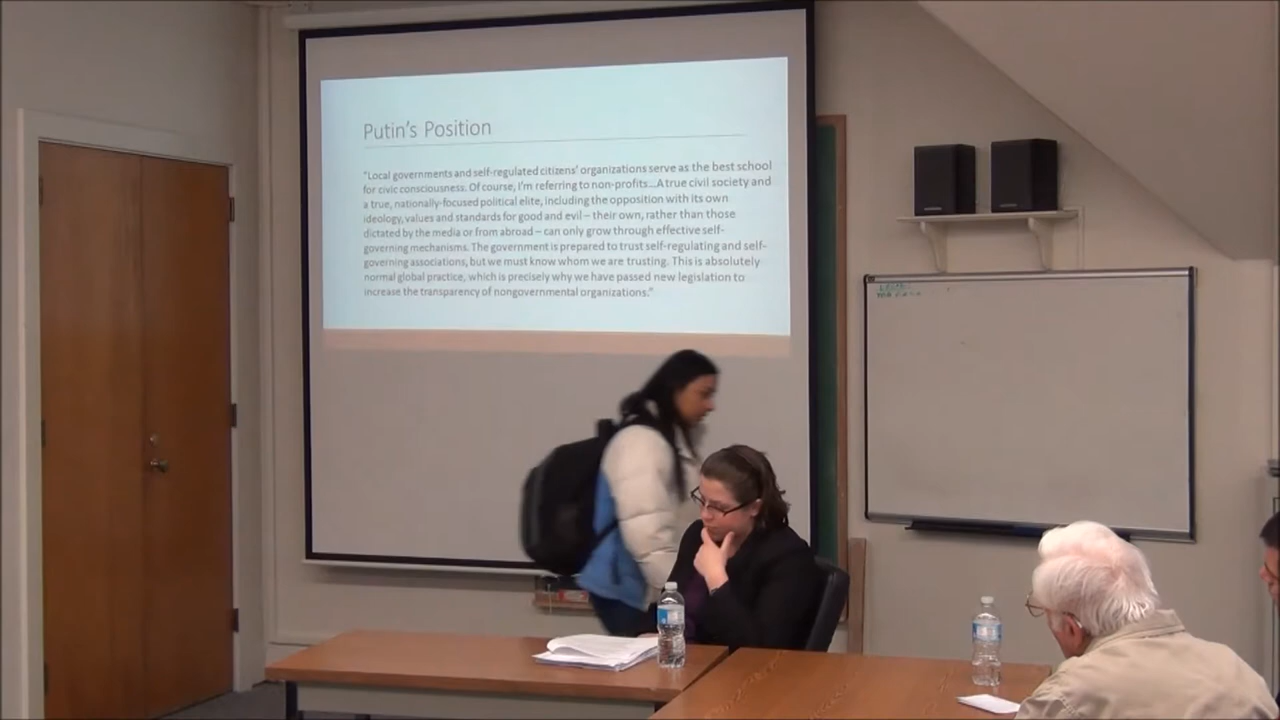 Putin's Position
"Local governments and self-regulated citizens' organizations serve as the best school
for civic consciousness. Of course, I'm referring to non-profits...A true civil society and
a true, nationally-focused political elite, including the opposition with its own
ideology, values and standards for good and evil – their own, rather than those
dictated by the media or from abroad – can only grow through effective self-
governing mechanisms. The government is prepared to trust self-regulating and self-
governing associations, but we must know whom we are trusting. This is absolutely
normal global practice, which is precisely why we have passed new legislation to
increase the transparency of nongovernmental organizations."